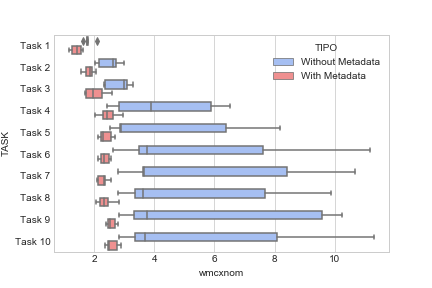 TIPO
Without Metadata
With Metadata
TASK
Task 1
Task 2
Task 3
Task 4
Task 5
Task 6
Task 7
Task 8
Task 9
Task 10
2 4 6 8 10
wmcxnom